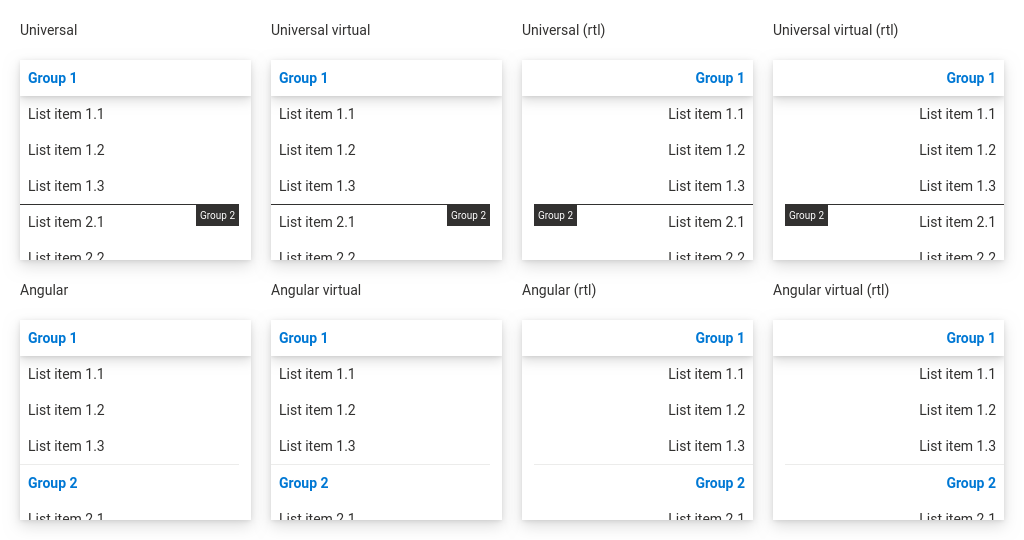 Universal
Universal virtual
Universal (rtl)
Universal virtual (rtl)
Group 1
Group 1
Group 1
Group 1
List item 1.1
List item 1.1
List item 1.1
List item 1.1
List item 1.2
List item 1.2
List item 1.2
List item 1.2
List item 1.3
List item 1.3
List item 1.3
List item 1.3
List item 2.1
Group 2
List item 2.1
Group 2
Group 2
List item 2.1
Group 2
List item 2.1
List item 2.2
List item 2.2
List item 2.2
List item 2.2
Angular
Angular virtual
Angular (rtl)
Angular virtual (rtl)
Group 1
Group 1
Group 1
Group 1
List item 1.1
List item 1.1
List item 1.1
List item 1.1
List item 1.2
List item 1.2
List item 1.2
List item 1.2
List item 1.3
List item 1.3
List item 1.3
List item 1.3
Group 2
Group 2
Group 2
Group 2
List item 2.1
List item 2.1
List item 2.1
List item 2.1